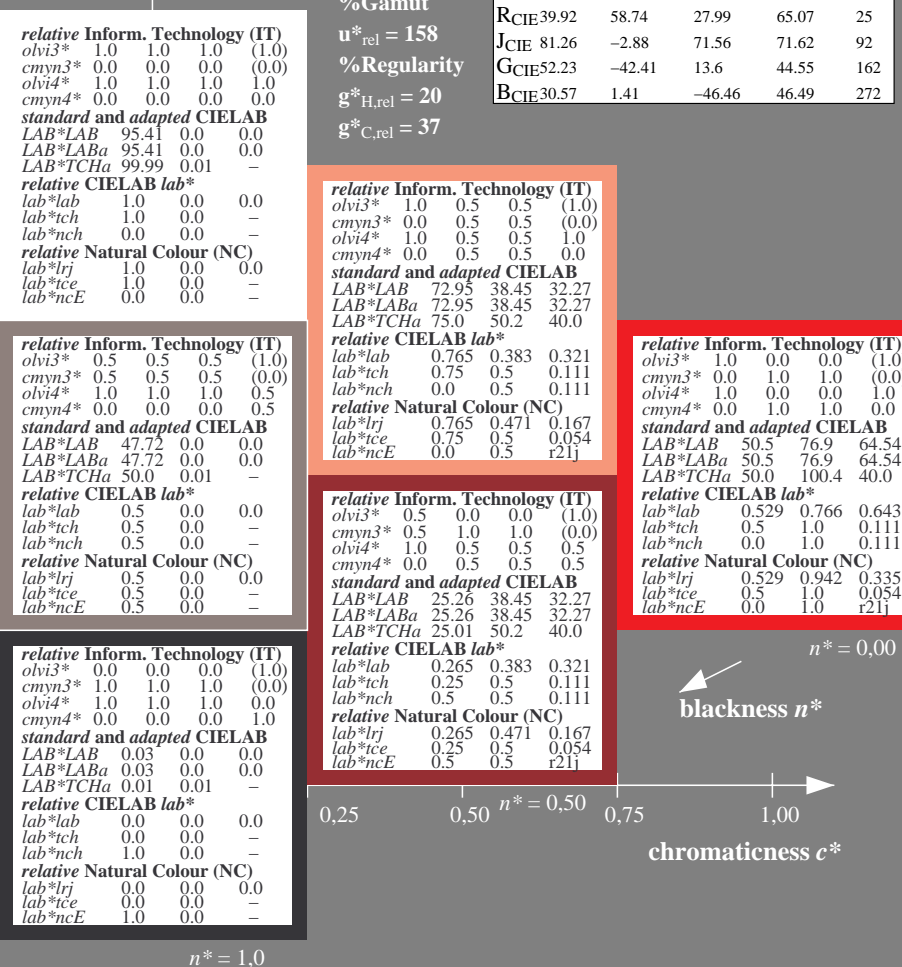 %Gamut
u*rel = 158
%Regularity
g*H,rel = 20
g*C,rel = 37
RCIE 39.92 58.74 27.99 65.07 25
JCIE 81.26 −2.88 71.56 71.62 92
GCIE 52.23 −42.41 13.6 44.55 162
BCIE 30.57 1.41 −46.46 46.49 272
relative Inform. Technology (IT)
olvi3* 1.0 1.0 1.0 (1.0)
cmyn3* 0.0 0.0 0.0 (0.0)
olvi4* 1.0 1.0 1.0 1.0
cmyn4* 0.0 0.0 0.0 0.0
standard and adapted CIELAB
LAB*LAB 95.41 0.0 0.0
LAB*LABa 95.41 0.0 0.0
LAB*TCHa 99.99 0.01 –
relative CIELAB lab*
lab*lab 1.0 0.0 0.0
lab*tch 1.0 0.0 –
lab*nch 0.0 0.0 –
relative Natural Colour (NC)
lab*lrj 1.0 0.0 0.0
lab*tce 1.0 0.0 –
lab*ncE 0.0 0.0 –
relative Inform. Technology (IT)
olvi3* 1.0 0.5 0.5 (1.0)
cmyn3* 0.0 0.5 0.5 (0.0)
olvi4* 1.0 0.5 0.5 1.0
cmyn4* 0.0 0.5 0.5 0.0
standard and adapted CIELAB
LAB*LAB 72.95 38.45 32.27
LAB*LABa 72.95 38.45 32.27
LAB*TCHa 75.0 50.2 40.0
relative CIELAB lab*
lab*lab 0.765 0.383 0.321
lab*tch 0.75 0.5 0.111
lab*nch 0.0 0.5 0.111
relative Natural Colour (NC)
lab*lrj 0.765 0.471 0.167
lab*tce 0.75 0.5 0.054
lab*ncE 0.0 0.5 r21j
relative Inform. Technology (IT)
olvi3* 0.5 0.5 0.5 (1.0)
cmyn3* 0.5 0.5 0.5 (0.0)
olvi4* 1.0 1.0 1.0 0.5
cmyn4* 0.0 0.0 0.0 0.5
standard and adapted CIELAB
LAB*LAB 47.72 0.0 0.0
LAB*LABa 47.72 0.0 0.0
LAB*TCHa 50.0 0.01 –
relative CIELAB lab*
lab*lab 0.5 0.0 0.0
lab*tch 0.5 0.0 –
lab*nch 0.5 0.0 –
relative Natural Colour (NC)
lab*lrj 0.5 0.0 0.0
lab*tce 0.5 0.0 –
lab*ncE 0.5 0.0 –
relative Inform. Technology (IT)
olvi3* 1.0 0.0 0.0 (1.0
cmyn3* 0.0 1.0 1.0 (0.0
olvi4* 1.0 0.0 0.0 1.0
cmyn4* 0.0 1.0 1.0 0.0
standard and adapted CIELAB
LAB*LAB 50.5 76.9 64.54
LAB*LABa 50.5 76.9 64.54
LAB*TCHa 50.0 100.4 40.0
relative CIELAB lab*
lab*lab 0.529 0.766 0.643
lab*tch 0.5 1.0 0.111
lab*nch 0.0 1.0 0.111
relative Natural Colour (NC)
lab*lrj 0.529 0.942 0.335
lab*tce 0.5 1.0 0.054
lab*ncE 0.0 1.0 r21j
relative Inform. Technology (IT)
olvi3* 0.5 0.0 0.0 (1.0)
cmyn3* 0.5 1.0 1.0 (0.0)
olvi4* 1.0 0.5 0.5 0.5
cmyn4* 0.0 0.5 0.5 0.5
standard and adapted CIELAB
LAB*LAB 25.26 38.45 32.27
LAB*LABa 25.26 38.45 32.27
LAB*TCHa 25.01 50.2 40.0
relative CIELAB lab*
lab*lab 0.265 0.383 0.321
lab*tch 0.25 0.5 0.111
lab*nch 0.5 0.5 0.111
relative Natural Colour (NC)
lab*lrj 0.265 0.471 0.167
lab*tce 0.25 0.5 0.054
lab*ncE 0.5 0.5 r21j
relative Inform. Technology (IT)
olvi3* 0.0 0.0 0.0 (1.0)
cmyn3* 1.0 1.0 1.0 (0.0)
olvi4* 1.0 1.0 1.0 0.0
cmyn4* 0.0 0.0 0.0 1.0
standard and adapted CIELAB
LAB*LAB 0.03 0.0 0.0
LAB*LABa 0.03 0.0 0.0
LAB*TCHa 0.01 0.01 –
relative CIELAB lab*
lab*lab 0.0 0.0 0.0
lab*tch 0.0 0.0 –
lab*nch 1.0 0.0 –
relative Natural Colour (NC)
lab*lrj 0.0 0.0 0.0
lab*tce 0.0 0.0 –
lab*ncE 1.0 0.0 –
n* = 0,00
blackness n*
n* = 0,50
0,25 0,50 0,75 1,00
chromaticness c*
n* = 1,0